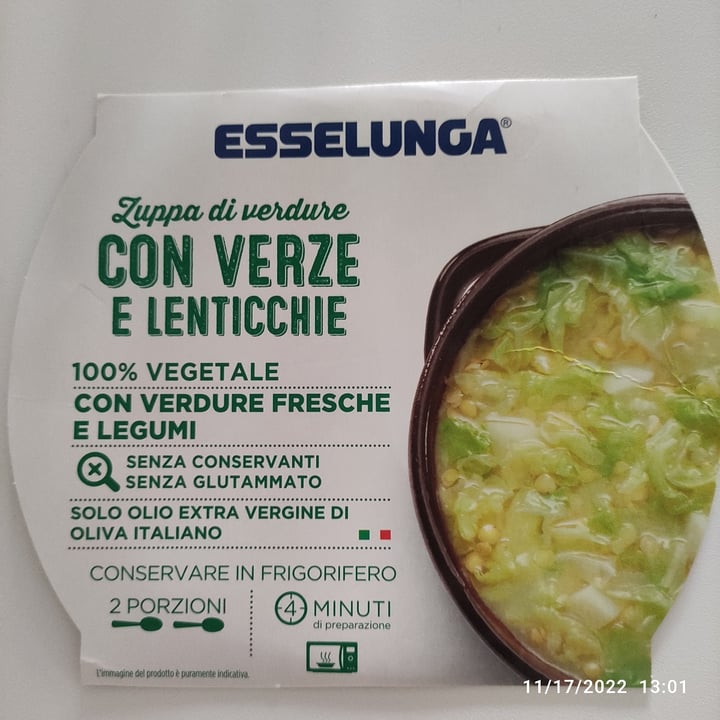 ESSELUNGA®
Zuppa di verdure
CON VERZE
E LENTICCHIE
100% VEGETALE
CON VERDURE FRESCHE
E LEGUMI
SENZA CONSERVANTI
SENZA GLUTAMMATO
SOLO OLIO EXTRA VERGINE DI
OLIVA ITALIANO
CONSERVARE IN FRIGORIFERO
2 PORZIONI
4 MINUTI
di preparazione
L'immagine del prodotto è puramente indicativa.
11/17/2022 13:01